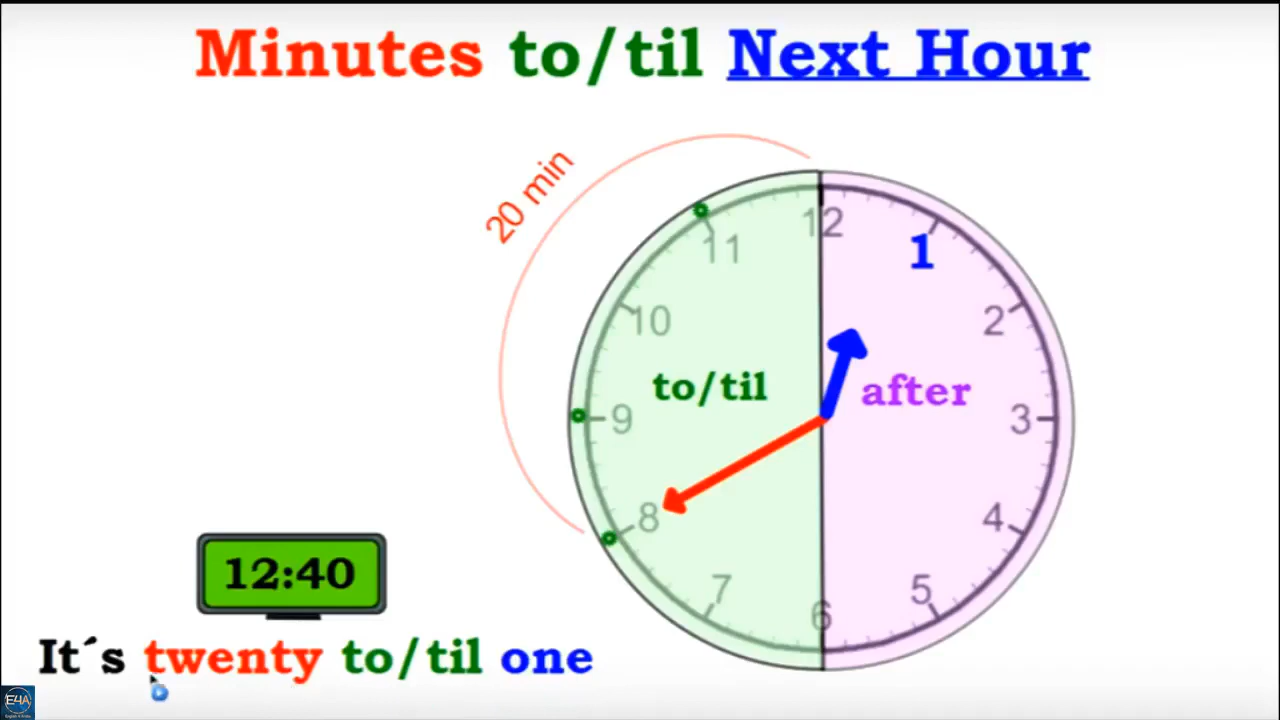 Minutes to/til Next Hour
20 min
12
11
1
10
2
to/til
after
9
3
8
4
7
5
6
12:40
It´s twenty to/til one
E4A